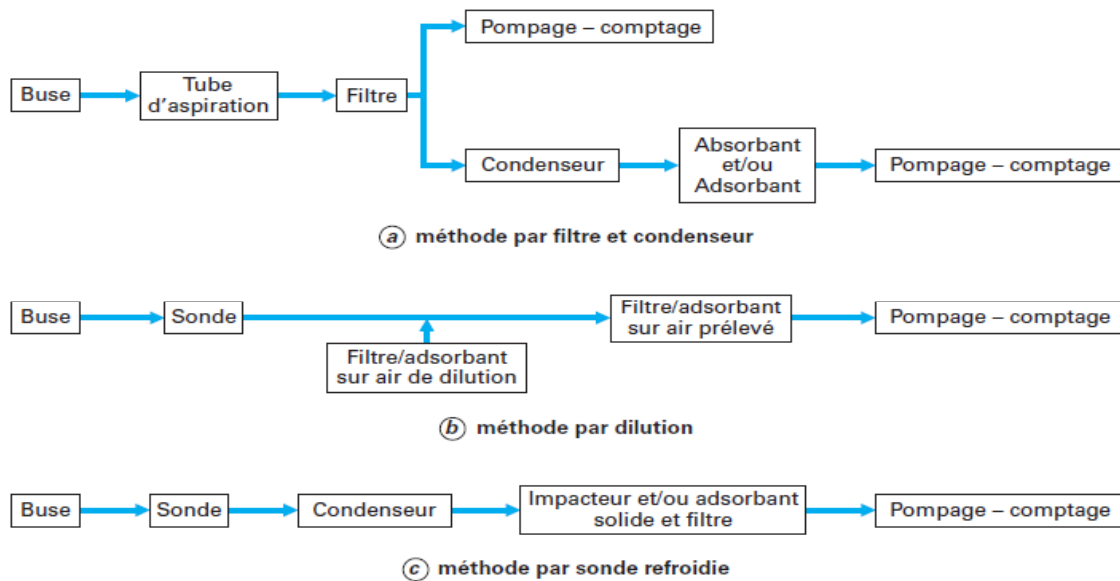 Pompage – comptage
Buse
Tube
d'aspiration
Filtre
Condenseur
Absorbant
et/ou
Adsorbant
Pompage – comptage
a méthode par filtre et condenseur
Buse
Sonde
Filtre/adsorbant
sur air de dilution
Filtre/adsorbant
sur air prélevé
Pompage – comptage
b méthode par dilution
Buse
Sonde
Condenseur
Impacteur et/ou adsorbant
solide et filtre
Pompage – comptage
c méthode par sonde refroidie